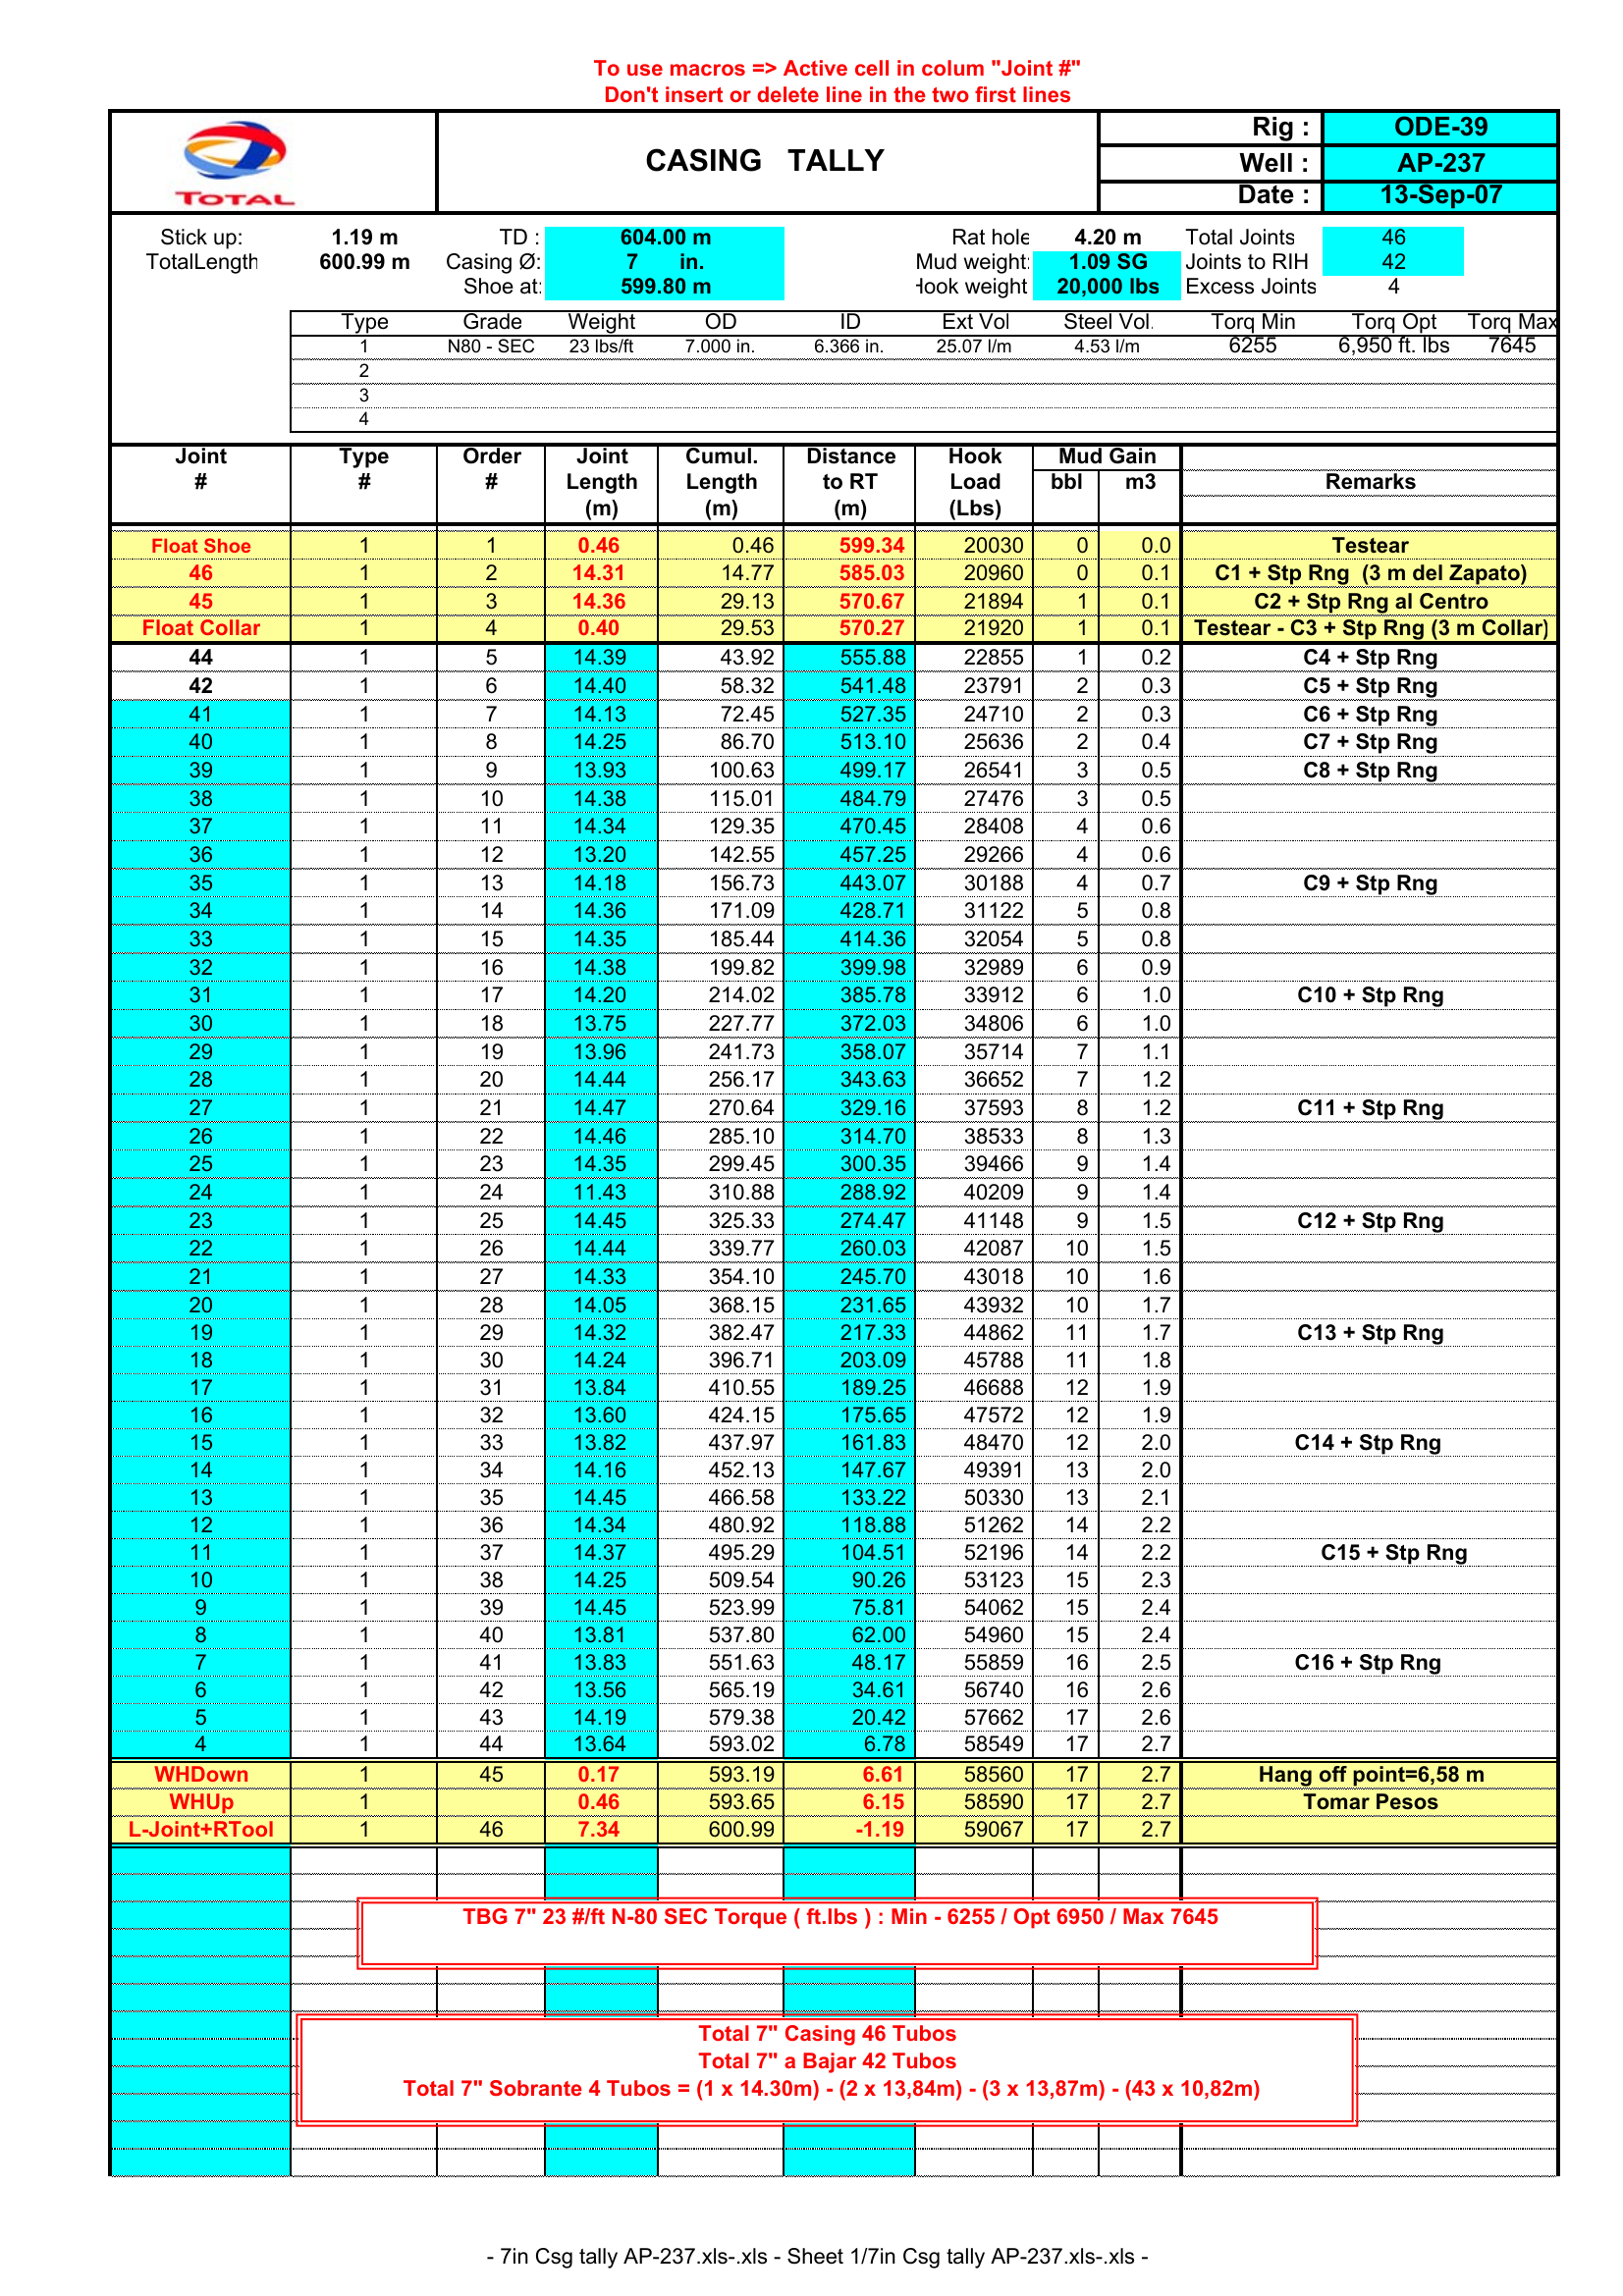 To use macros => Active cell in colum "Joint #"
Don't insert or delete line in the two first lines
TOTAL
CASING TALLY
Rig : ODE-39
Well : AP-237
Date : 13-Sep-07
Stick up: 1.19 m TD : 604.00 m Rat hole 4.20 m Total Joints 46
TotalLength 600.99 m Casing Ø: 7 in. Mud weight: 1.09 SG Joints to RIH 42
Shoe at: 599.80 m Hook weight 20,000 lbs Excess Joints 4
Type Grade Weight OD ID Ext Vol Steel Vol. Torq Min Torq Opt Torq Max
1 N80 - SEC 23 lbs/ft 7.000 in. 6.366 in. 25.07 l/m 4.53 l/m 6255 6,950 ft. lbs 7645
2
3
4
Joint Type Order Joint Cumul. Distance Hook Mud Gain
# # # Length Length to RT Load bbl m3 Remarks
(m) (m) (m) (Lbs)
Float Shoe 1 1 0.46 0.46 599.34 20030 0 0.0 Testear
46 1 2 14.31 14.77 585.03 20960 0 0.1 C1 + Stp Rng (3 m del Zapato)
45 1 3 14.36 29.13 570.67 21894 1 0.1 C2 + Stp Rng al Centro
Float Collar 1 4 0.40 29.53 570.27 21920 1 0.1 Testear - C3 + Stp Rng (3 m Collar)
44 1 5 14.39 43.92 555.88 22855 1 0.2 C4 + Stp Rng
42 1 6 14.40 58.32 541.48 23791 2 0.3 C5 + Stp Rng
41 1 7 14.13 72.45 527.35 24710 2 0.3 C6 + Stp Rng
40 1 8 14.25 86.70 513.10 25636 2 0.4 C7 + Stp Rng
39 1 9 13.93 100.63 499.17 26541 3 0.5 C8 + Stp Rng
38 1 10 14.38 115.01 484.79 27476 3 0.5
37 1 11 14.34 129.35 470.45 28408 4 0.6
36 1 12 13.20 142.55 457.25 29266 4 0.6
35 1 13 14.18 156.73 443.07 30188 4 0.7 C9 + Stp Rng
34 1 14 14.36 171.09 428.71 31122 5 0.8
33 1 15 14.35 185.44 414.36 32054 5 0.8
32 1 16 14.38 199.82 399.98 32989 6 0.9
31 1 17 14.20 214.02 385.78 33912 6 1.0 C10 + Stp Rng
30 1 18 13.75 227.77 372.03 34806 6 1.0
29 1 19 13.96 241.73 358.07 35714 7 1.1
28 1 20 14.44 256.17 343.63 36652 7 1.2
27 1 21 14.47 270.64 329.16 37593 8 1.2 C11 + Stp Rng
26 1 22 14.46 285.10 314.70 38533 8 1.3
25 1 23 14.35 299.45 300.35 39466 9 1.4
24 1 24 11.43 310.88 288.92 40209 9 1.4
23 1 25 14.45 325.33 274.47 41148 9 1.5 C12 + Stp Rng
22 1 26 14.44 339.77 260.03 42087 10 1.5
21 1 27 14.33 354.10 245.70 43018 10 1.6
20 1 28 14.05 368.15 231.65 43932 10 1.7
19 1 29 14.32 382.47 217.33 44862 11 1.7 C13 + Stp Rng
18 1 30 14.24 396.71 203.09 45788 11 1.8
17 1 31 13.84 410.55 189.25 46688 12 1.9
16 1 32 13.60 424.15 175.65 47572 12 1.9
15 1 33 13.82 437.97 161.83 48470 12 2.0 C14 + Stp Rng
14 1 34 14.16 452.13 147.67 49391 13 2.0
13 1 35 14.45 466.58 133.22 50330 13 2.1
12 1 36 14.34 480.92 118.88 51262 14 2.2
11 1 37 14.37 495.29 104.51 52196 14 2.2 C15 + Stp Rng
10 1 38 14.25 509.54 90.26 53123 15 2.3
9 1 39 14.45 523.99 75.81 54062 15 2.4
8 1 40 13.81 537.80 62.00 54960 15 2.4
7 1 41 13.83 551.63 48.17 55859 16 2.5 C16 + Stp Rng
6 1 42 13.56 565.19 34.61 56740 16 2.6
5 1 43 14.19 579.38 20.42 57662 17 2.6
4 1 44 13.64 593.02 6.78 58549 17 2.7
WHDown 1 45 0.17 593.19 6.61 58560 17 2.7 Hang off point=6,58 m
WHUp 1 0.46 593.65 6.15 58590 17 2.7 Tomar Pesos
L-Joint+RTool 1 46 7.34 600.99 -1.19 59067 17 2.7
TBG 7" 23 #/ft N-80 SEC Torque ( ft.lbs ) : Min - 6255 / Opt 6950 / Max 7645
Total 7" Casing 46 Tubos
Total 7" a Bajar 42 Tubos
Total 7" Sobrante 4 Tubos = (1 x 14.30m) - (2 x 13,84m) - (3 x 13,87m) - (43 x 10,82m)
- 7in Csg tally AP-237.xls-.xls - Sheet 1/7in Csg tally AP-237.xls-.xls -